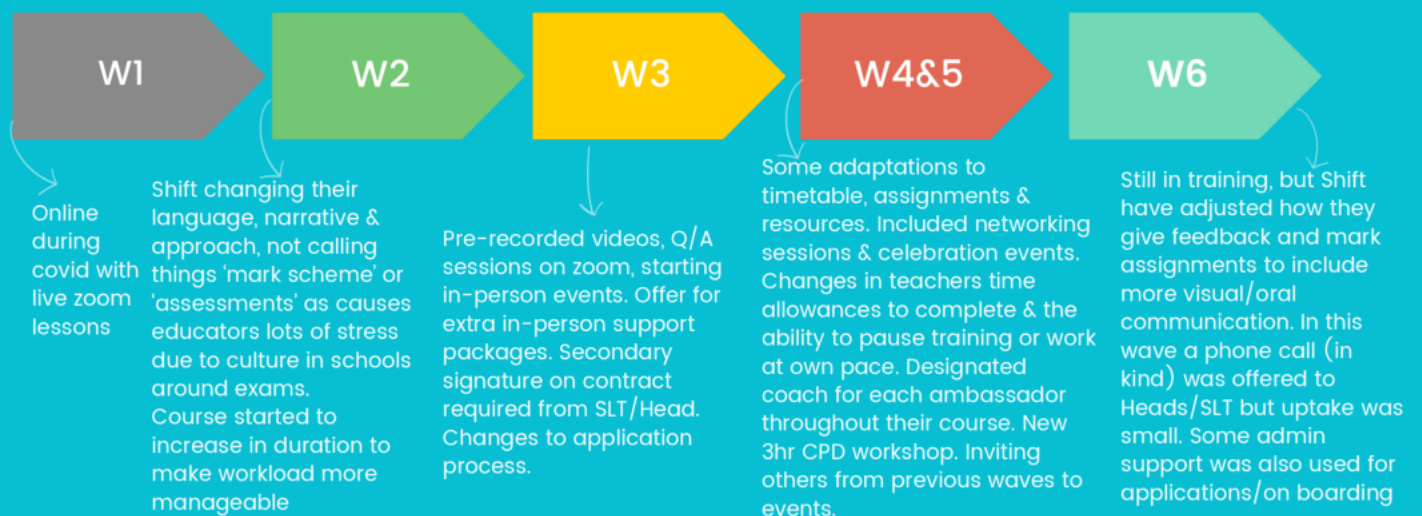 W1
W2
W3
W4&5
W6
Online
during
covid with
live zoom
lessons
Shift changing their
language, narrative &
approach, not calling
things 'mark scheme' or
'assessments' as causes
educators lots of stress
due to culture in schools
around exams.
Course started to
increase in duration to
make workload more
manageable
Pre-recorded videos, Q/A
sessions on zoom, starting
in-person events. Offer for
extra in-person support
packages. Secondary
signature on contract
required from SLT/Head.
Changes to application
process.
Some adaptations to
timetable, assignments &
resources. Included networking
sessions & celebration events.
Changes in teachers time
allowances to complete & the
ability to pause training or work
at own pace. Designated
coach for each ambassador
throughout their course. New
3hr CPD workshop. Inviting
others from previous waves to
events.
Still in training, but Shift
have adjusted how they
give feedback and mark
assignments to include
more visual/oral
communication. In this
wave a phone call (in
kind) was offered to
Heads/SLT but uptake was
small. Some admin
support was also used for
applications/on boarding